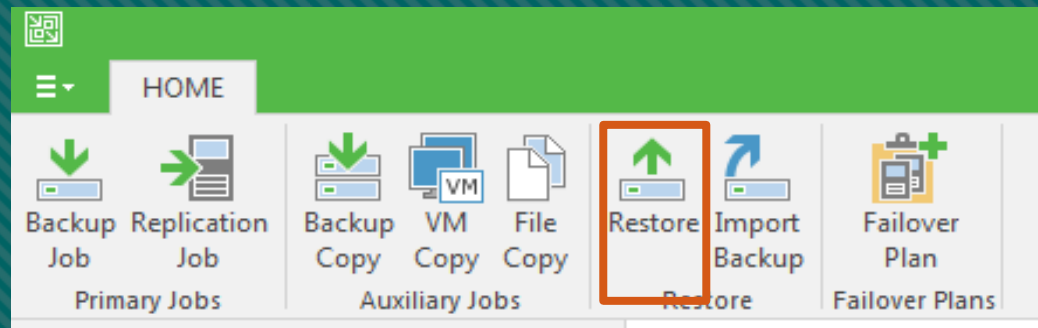 HOME
Backup Job
Replication Job
Backup Copy
VM
VM Copy
File Copy
Restore
Import Backup
Failover Plan
Primary Jobs
Auxiliary Jobs
Restore
Failover Plans